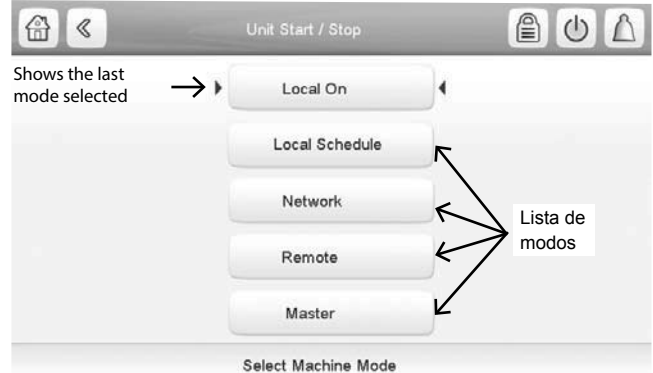 Unit Start / Stop
Shows the last
mode selected
Local On
Local Schedule
Network
Lista de
modos
Remote
Master
Select Machine Mode